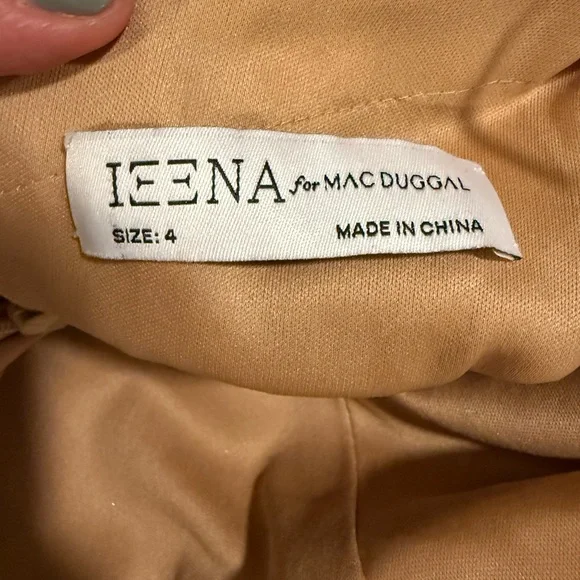 IEENA for MAC DUGGAL
SIZE: 4 MADE IN CHINA